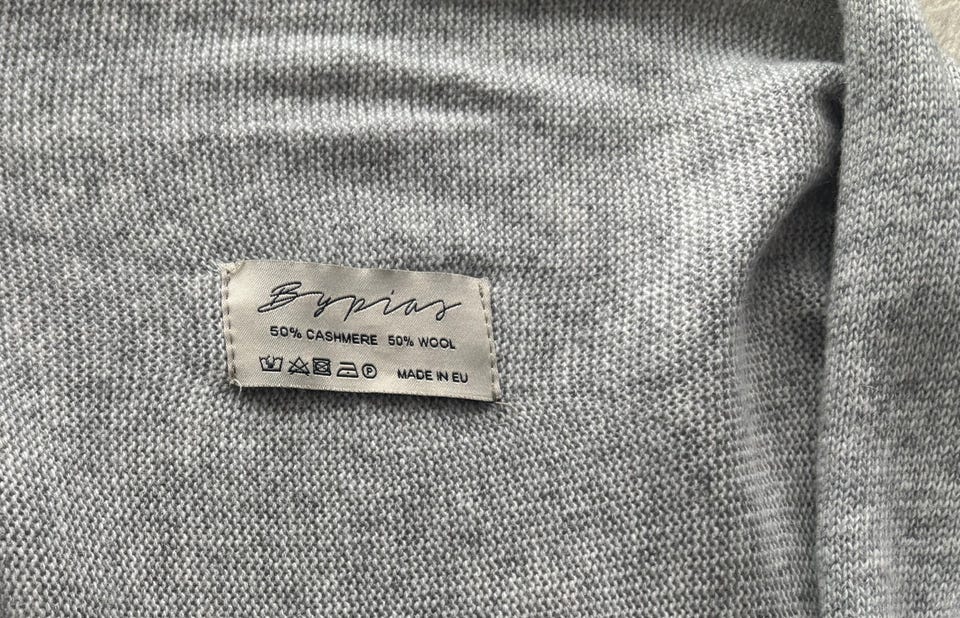 Bypias
50% CASHMERE 50% WOOL
P MADE IN EU